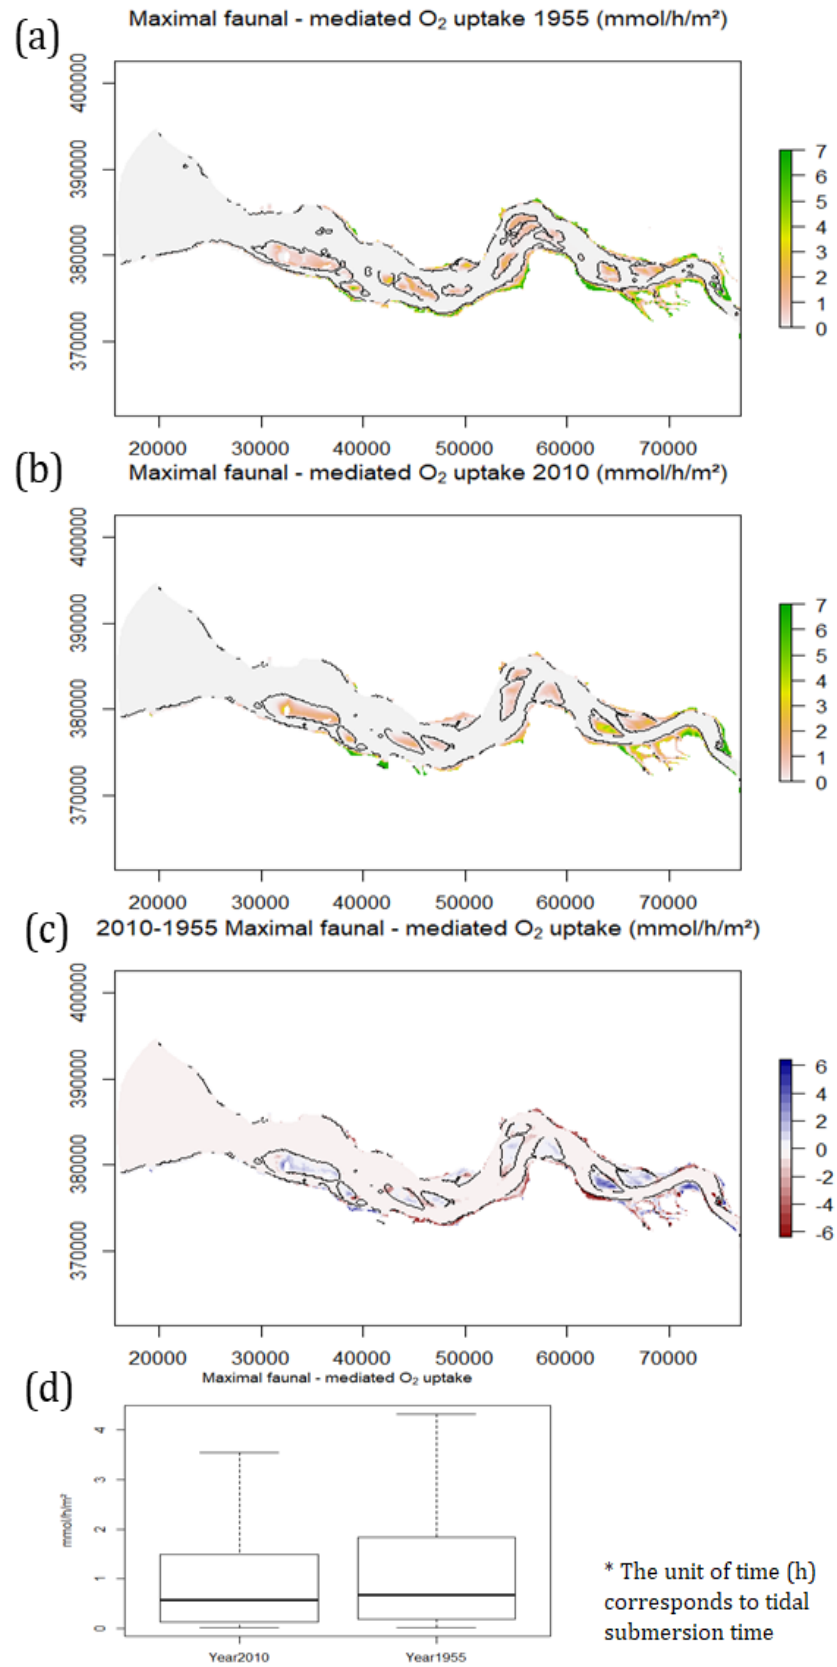 (a)
Maximal faunal - mediated O₂ uptake 1955 (mmol/h/m²)
400000
390000
380000
370000
20000 30000 40000 50000 60000 70000
7
6
5
4
3
2
1
0
(b)
Maximal faunal - mediated O₂ uptake 2010 (mmol/h/m²)
400000
390000
380000
370000
20000 30000 40000 50000 60000 70000
7
6
5
4
3
2
1
0
(c)
2010-1955 Maximal faunal - mediated O₂ uptake (mmol/h/m²)
400000
390000
380000
370000
20000 30000 40000 50000 60000 70000
6
4
2
0
-2
-4
-6
(d)
Maximal faunal - mediated O₂ uptake
mmol/h/m²
4
3
2
1
0
Year2010 Year1955
* The unit of time (h)
corresponds to tidal
submersion time